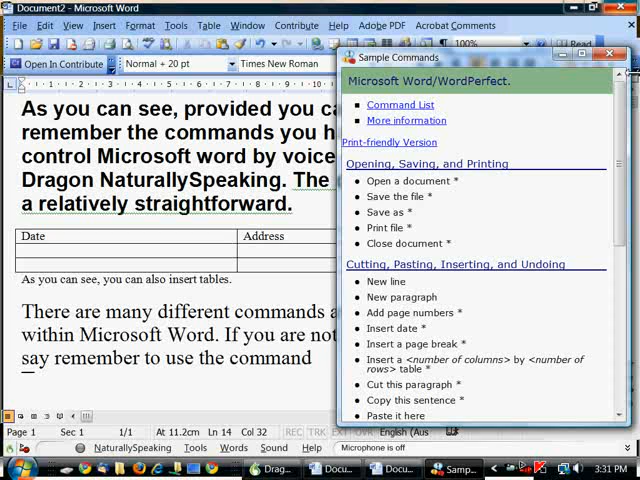 Document2 - Microsoft Word
File Edit View Insert Format Tools Table Window Contribute Help Adobe PDF Acrobat Comments
100% Read
Open In Contribute Normal + 20 pt Times New Roman
As you can see, provided you ca
remember the commands you h
control Microsoft word by voice
Dragon NaturallySpeaking. The
a relatively straightforward.
Date Address
As you can see, you can also insert tables.
There are many different commands a
within Microsoft Word. If you are not
say remember to use the command
Sample Commands
Microsoft Word/WordPerfect.
Command List
More information
Print-friendly Version
Opening, Saving, and Printing
Open a document *
Save the file *
Save as *
Print file *
Close document *
Cutting, Pasting, Inserting, and Undoing
New line
New paragraph
Add page numbers *
Insert date *
Insert a page break *
Insert a <number of columns> by <number of
rows> table *
Cut this paragraph *
Copy this sentence *
Paste it here
Page 1 Sec 1 1/1 At 11.2cm Ln 14 Col 32 REC TRK EXT English (Aus
NaturallySpeaking Tools Words Sound Help Microphone is off
Drag... Docu... Docu... Samp... 3:31 PM